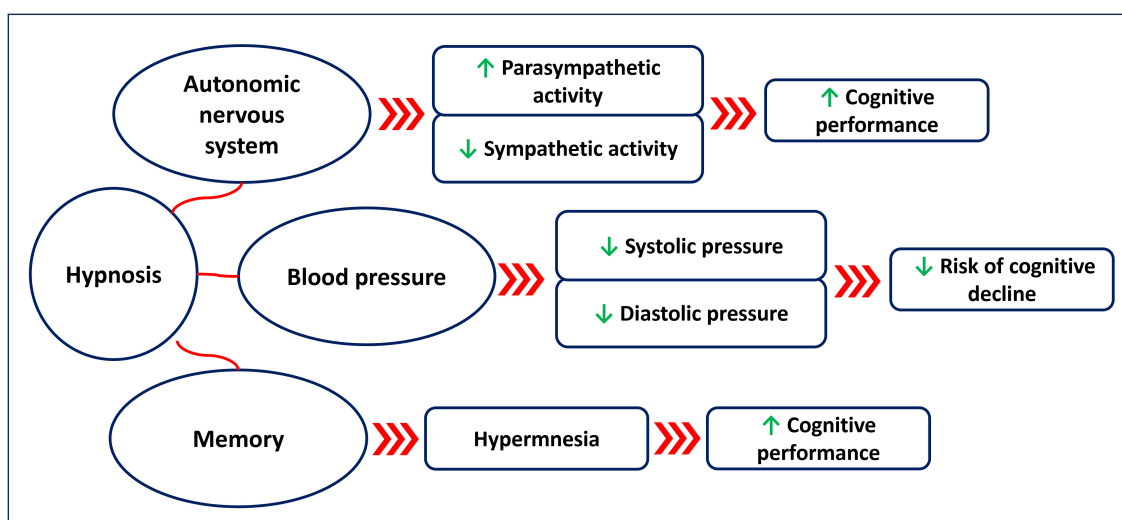 Autonomic
nervous
system
↑ Parasympathetic
activity
↓ Sympathetic activity
↑ Cognitive
performance
Hypnosis
Blood pressure
↓ Systolic pressure
↓ Diastolic pressure
↓ Risk of cognitive
decline
Memory
Hypermnesia
↑ Cognitive
performance